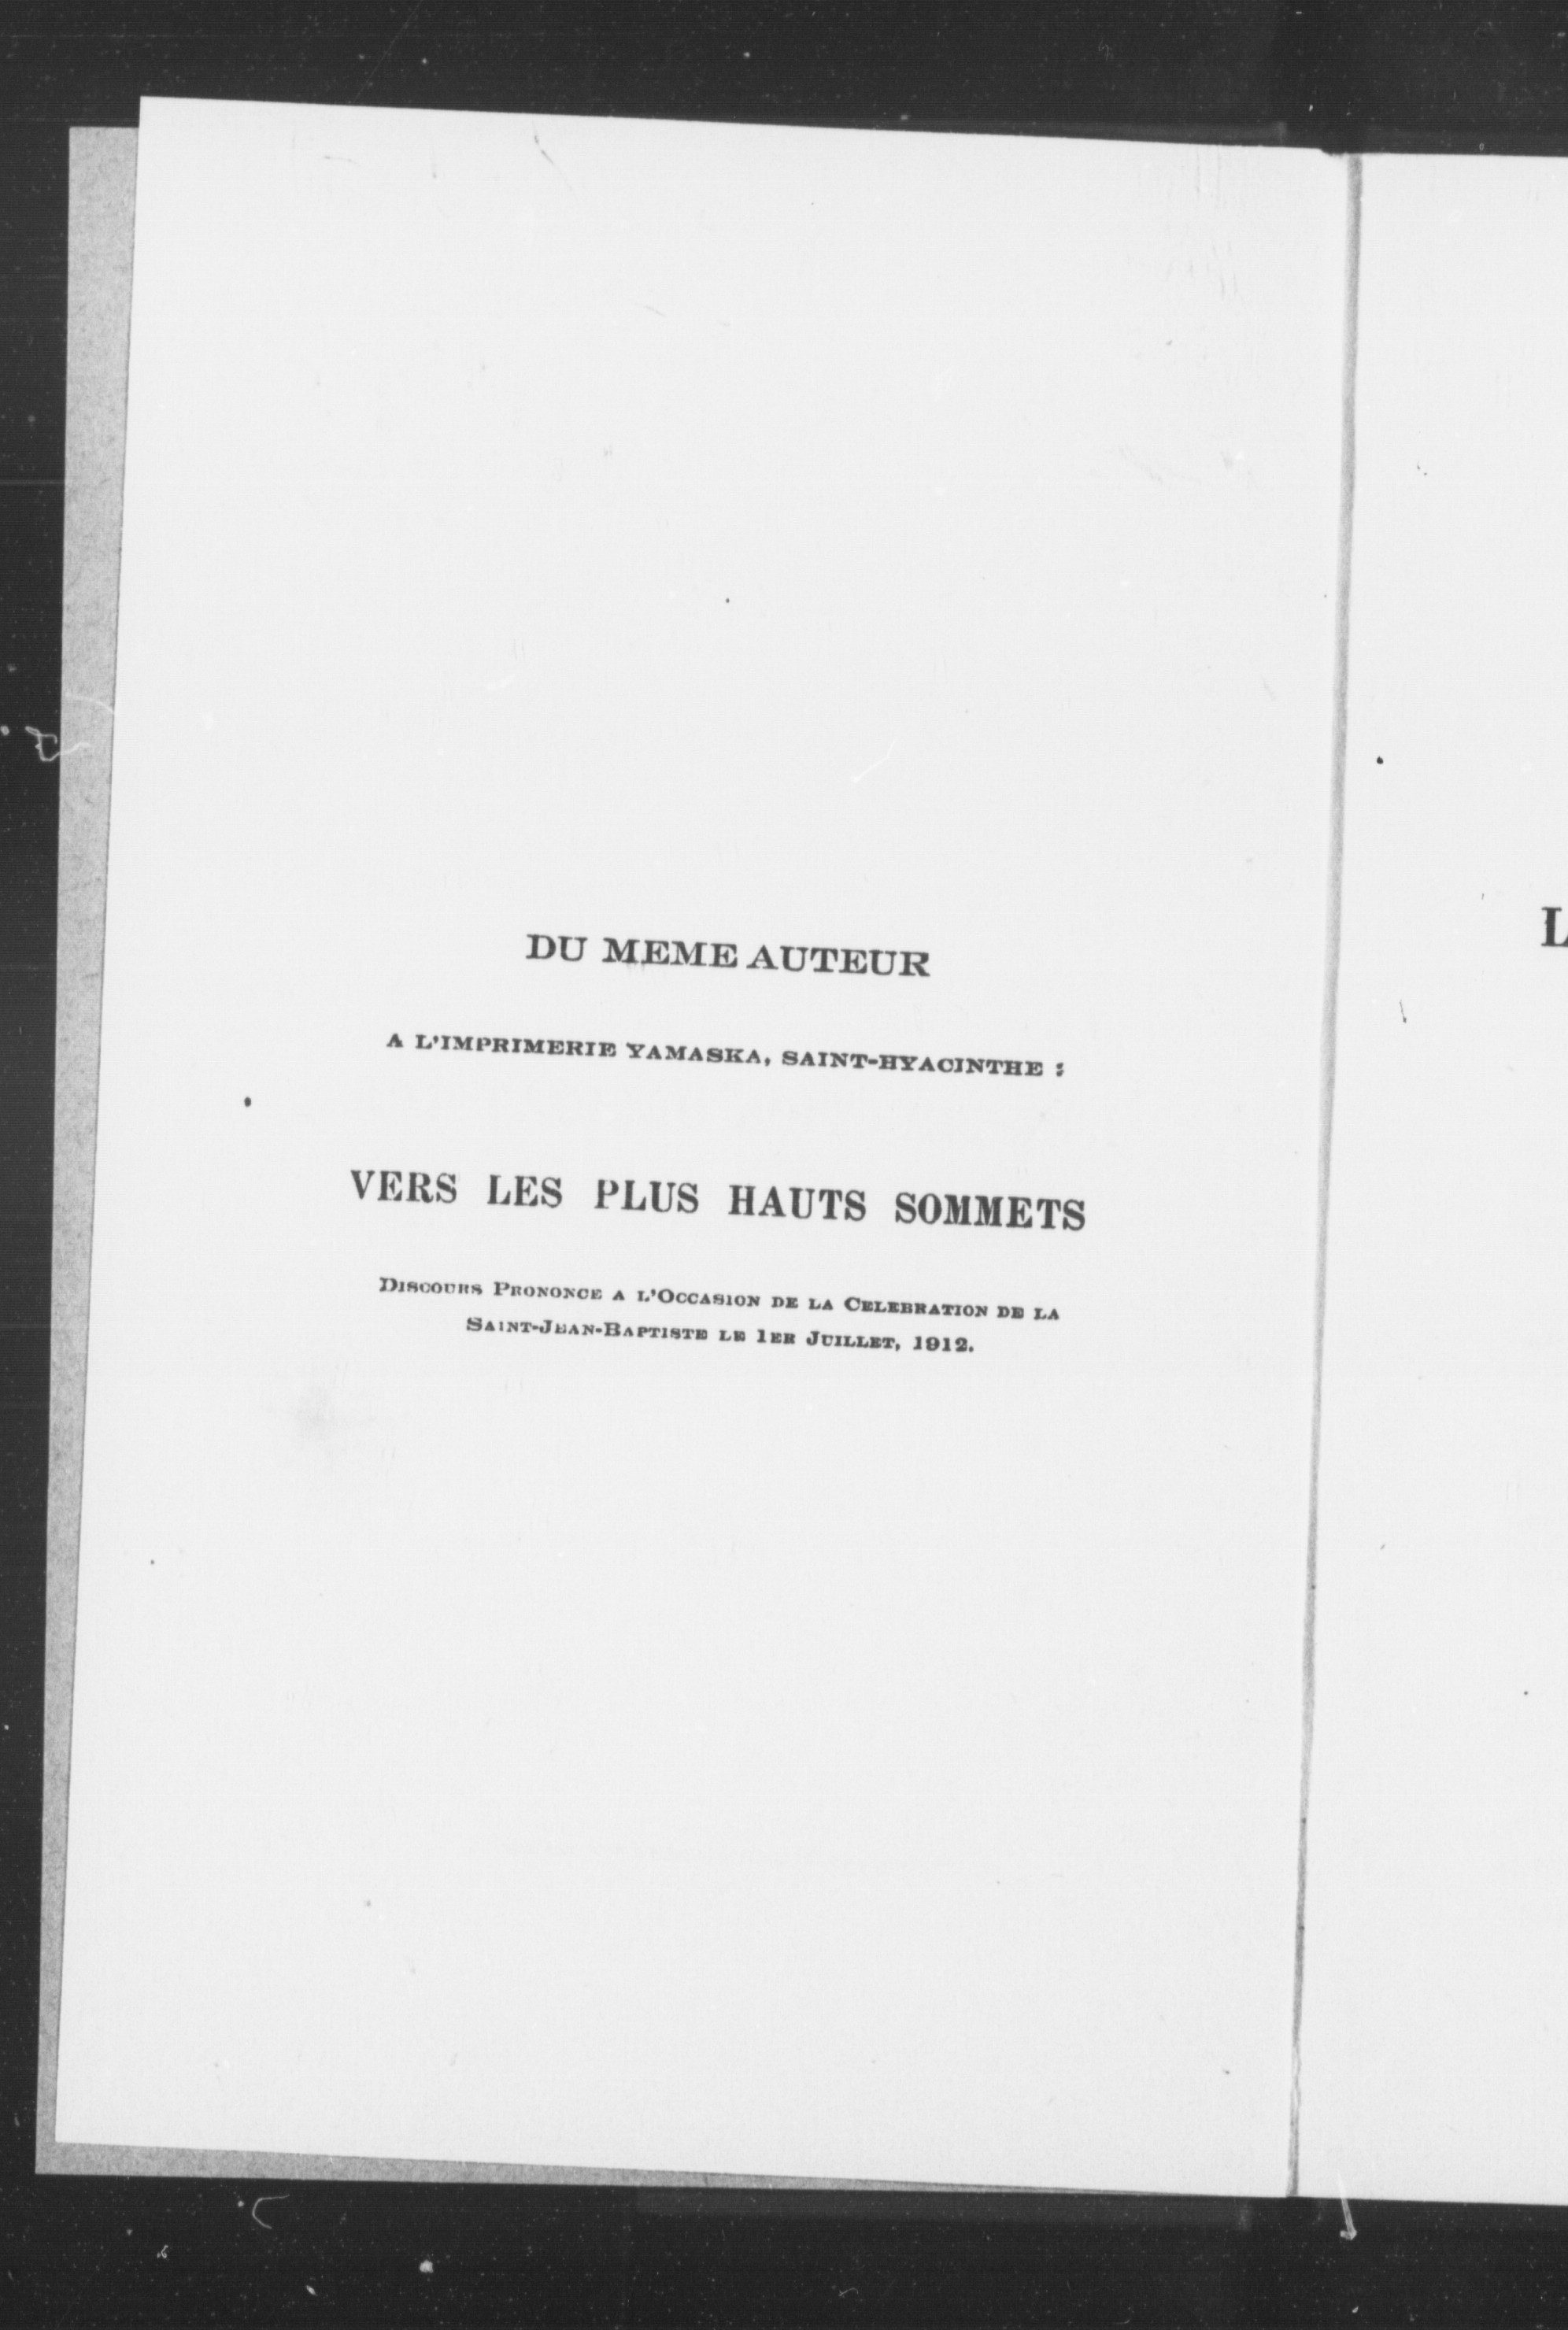 DU MEME AUTEUR
A L'IMPRIMERIE YAMASKA, SAINT-HYACINTHE :
VERS LES PLUS HAUTS SOMMETS
DISCOURS PRONONCE A L'OCCASION DE LA CELEBRATION DE LA
SAINT-JEAN-BAPTISTE LE 1ER JUILLET, 1912.
L